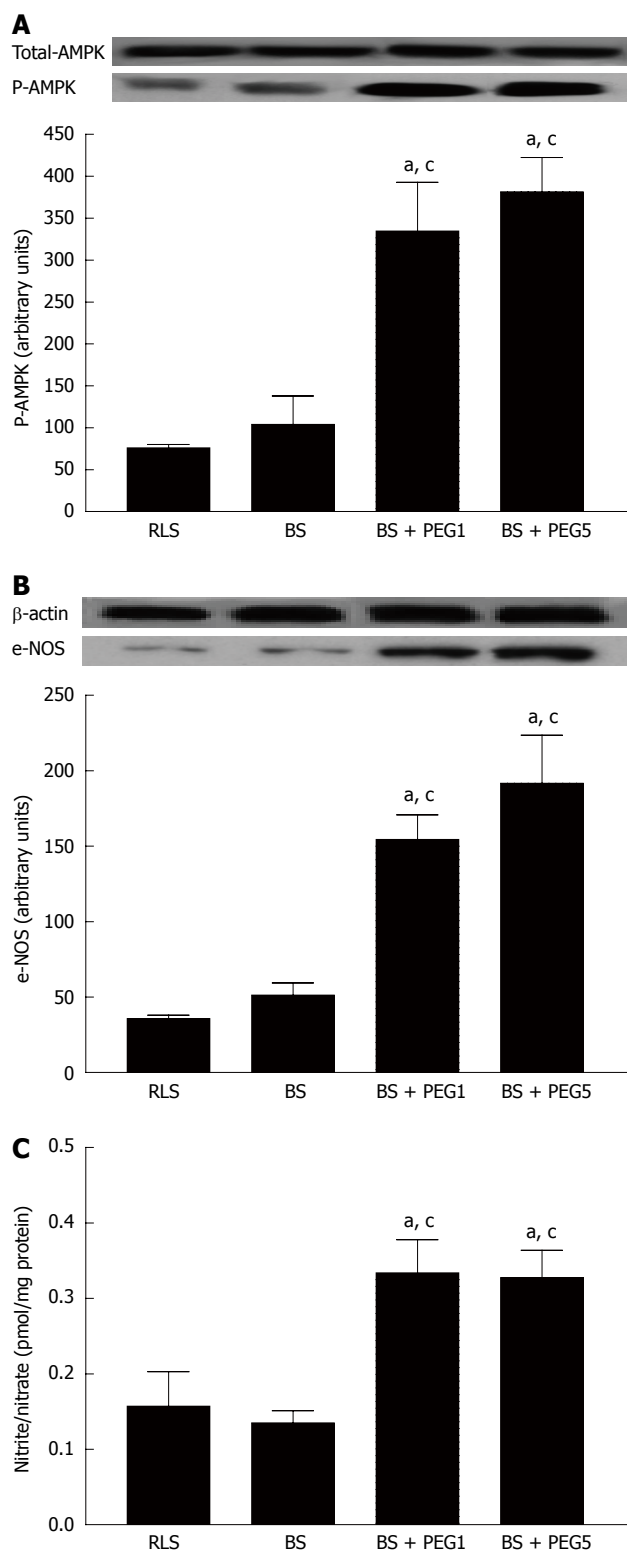 A
Total-AMPK
P-AMPK
P-AMPK (arbitrary units)
450
400
350
300
250
200
150
100
50
0
a, c
a, c
RLS BS BS + PEG1 BS + PEG5
B
β-actin
e-NOS
e-NOS (arbitrary units)
250
200
150
100
50
0
a, c
a, c
RLS BS BS + PEG1 BS + PEG5
C
Nitrite/nitrate (pmol/mg protein)
0.5
0.4
0.3
0.2
0.1
0.0
a, c
a, c
RLS BS BS + PEG1 BS + PEG5